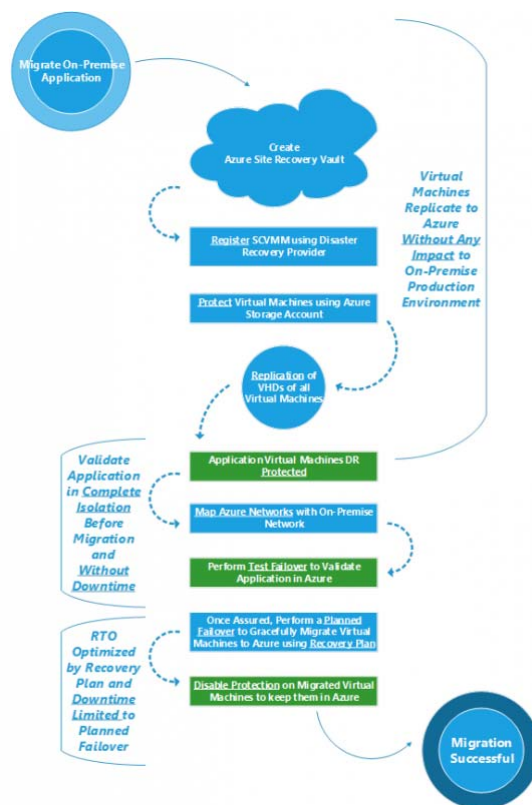 Migrate On-Premise
Application
Create
Azure Site Recovery Vault
Register SCVMM using Disaster
Recovery Provider
Protect Virtual Machines using Azure
Storage Account
Virtual
Machines
Replicate to
Azure
Without Any
Impact to
On-Premise
Production
Environment
Replication of
VHDs of all
Virtual Machines
Application Virtual Machines DR
Protected
Map Azure Networks with On-Premise
Network
Perform Test Failover to Validate
Application in Azure
Validate
Application
in Complete
Isolation
Before
Migration
and
Without
Downtime
Once Assured, Perform a Planned
Failover to Gracefully Migrate Virtual
Machines to Azure using Recovery Plan
Disable Protection on Migrated Virtual
Machines to keep them in Azure
RTO
Optimized
by Recovery
Plan and
Downtime
Limited to
Planned
Failover
Migration
Successful